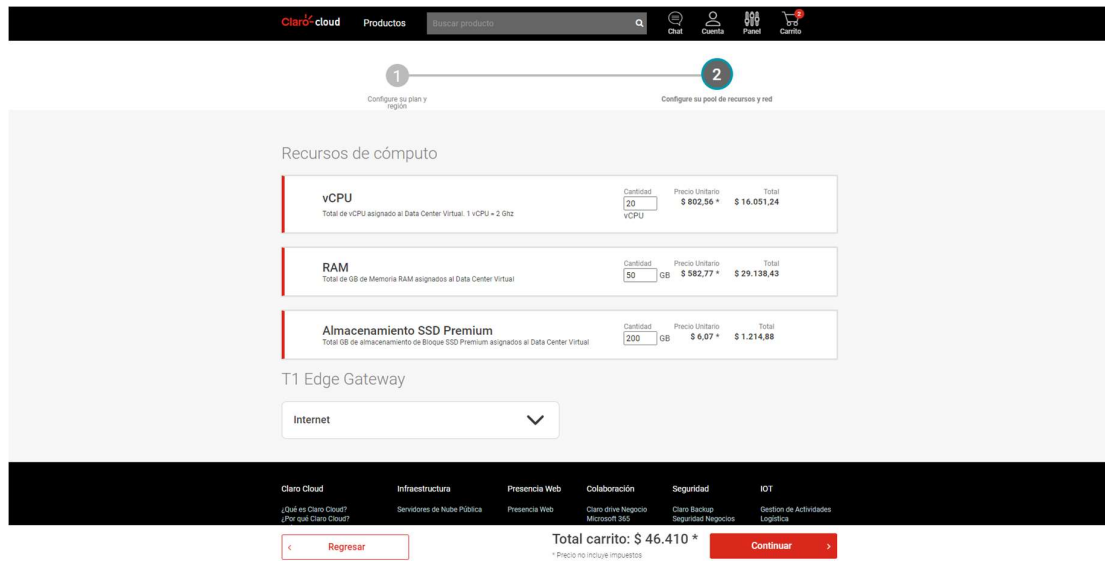 Claro-cloud
Productos
Buscar producto
Chat
Cuenta
Panel
2
Carrito
1
2
Configure su plan y
región
Configure su pool de recursos y red
Recursos de cómputo
vCPU
Total de vCPU asignado al Data Center Virtual. 1 vCPU = 2 Ghz
Cantidad
20
vCPU
Precio Unitario
$ 802,56 *
Total
$ 16.051,24
RAM
Total de GB de Memoria RAM asignados al Data Center Virtual
Cantidad
50 GB
Precio Unitario
$ 582,77 *
Total
$ 29.138,43
Almacenamiento SSD Premium
Total GB de almacenamiento de Bloque SSD Premium asignados al Data Center Virtual
Cantidad
200 GB
Precio Unitario
$ 6,07 *
Total
$ 1.214,88
T1 Edge Gateway
Internet
Claro Cloud
¿Qué es Claro Cloud?
¿Por qué Claro Cloud?
Infraestructura
Servidores de Nube Pública
Presencia Web
Presencia Web
Colaboración
Claro drive Negocio
Microsoft 365
Seguridad
Claro Backup
Seguridad Negocios
IOT
Gestion de Actividades
Logística
Regresar
Total carrito: $ 46.410 *
* Precio no incluye impuestos
Continuar